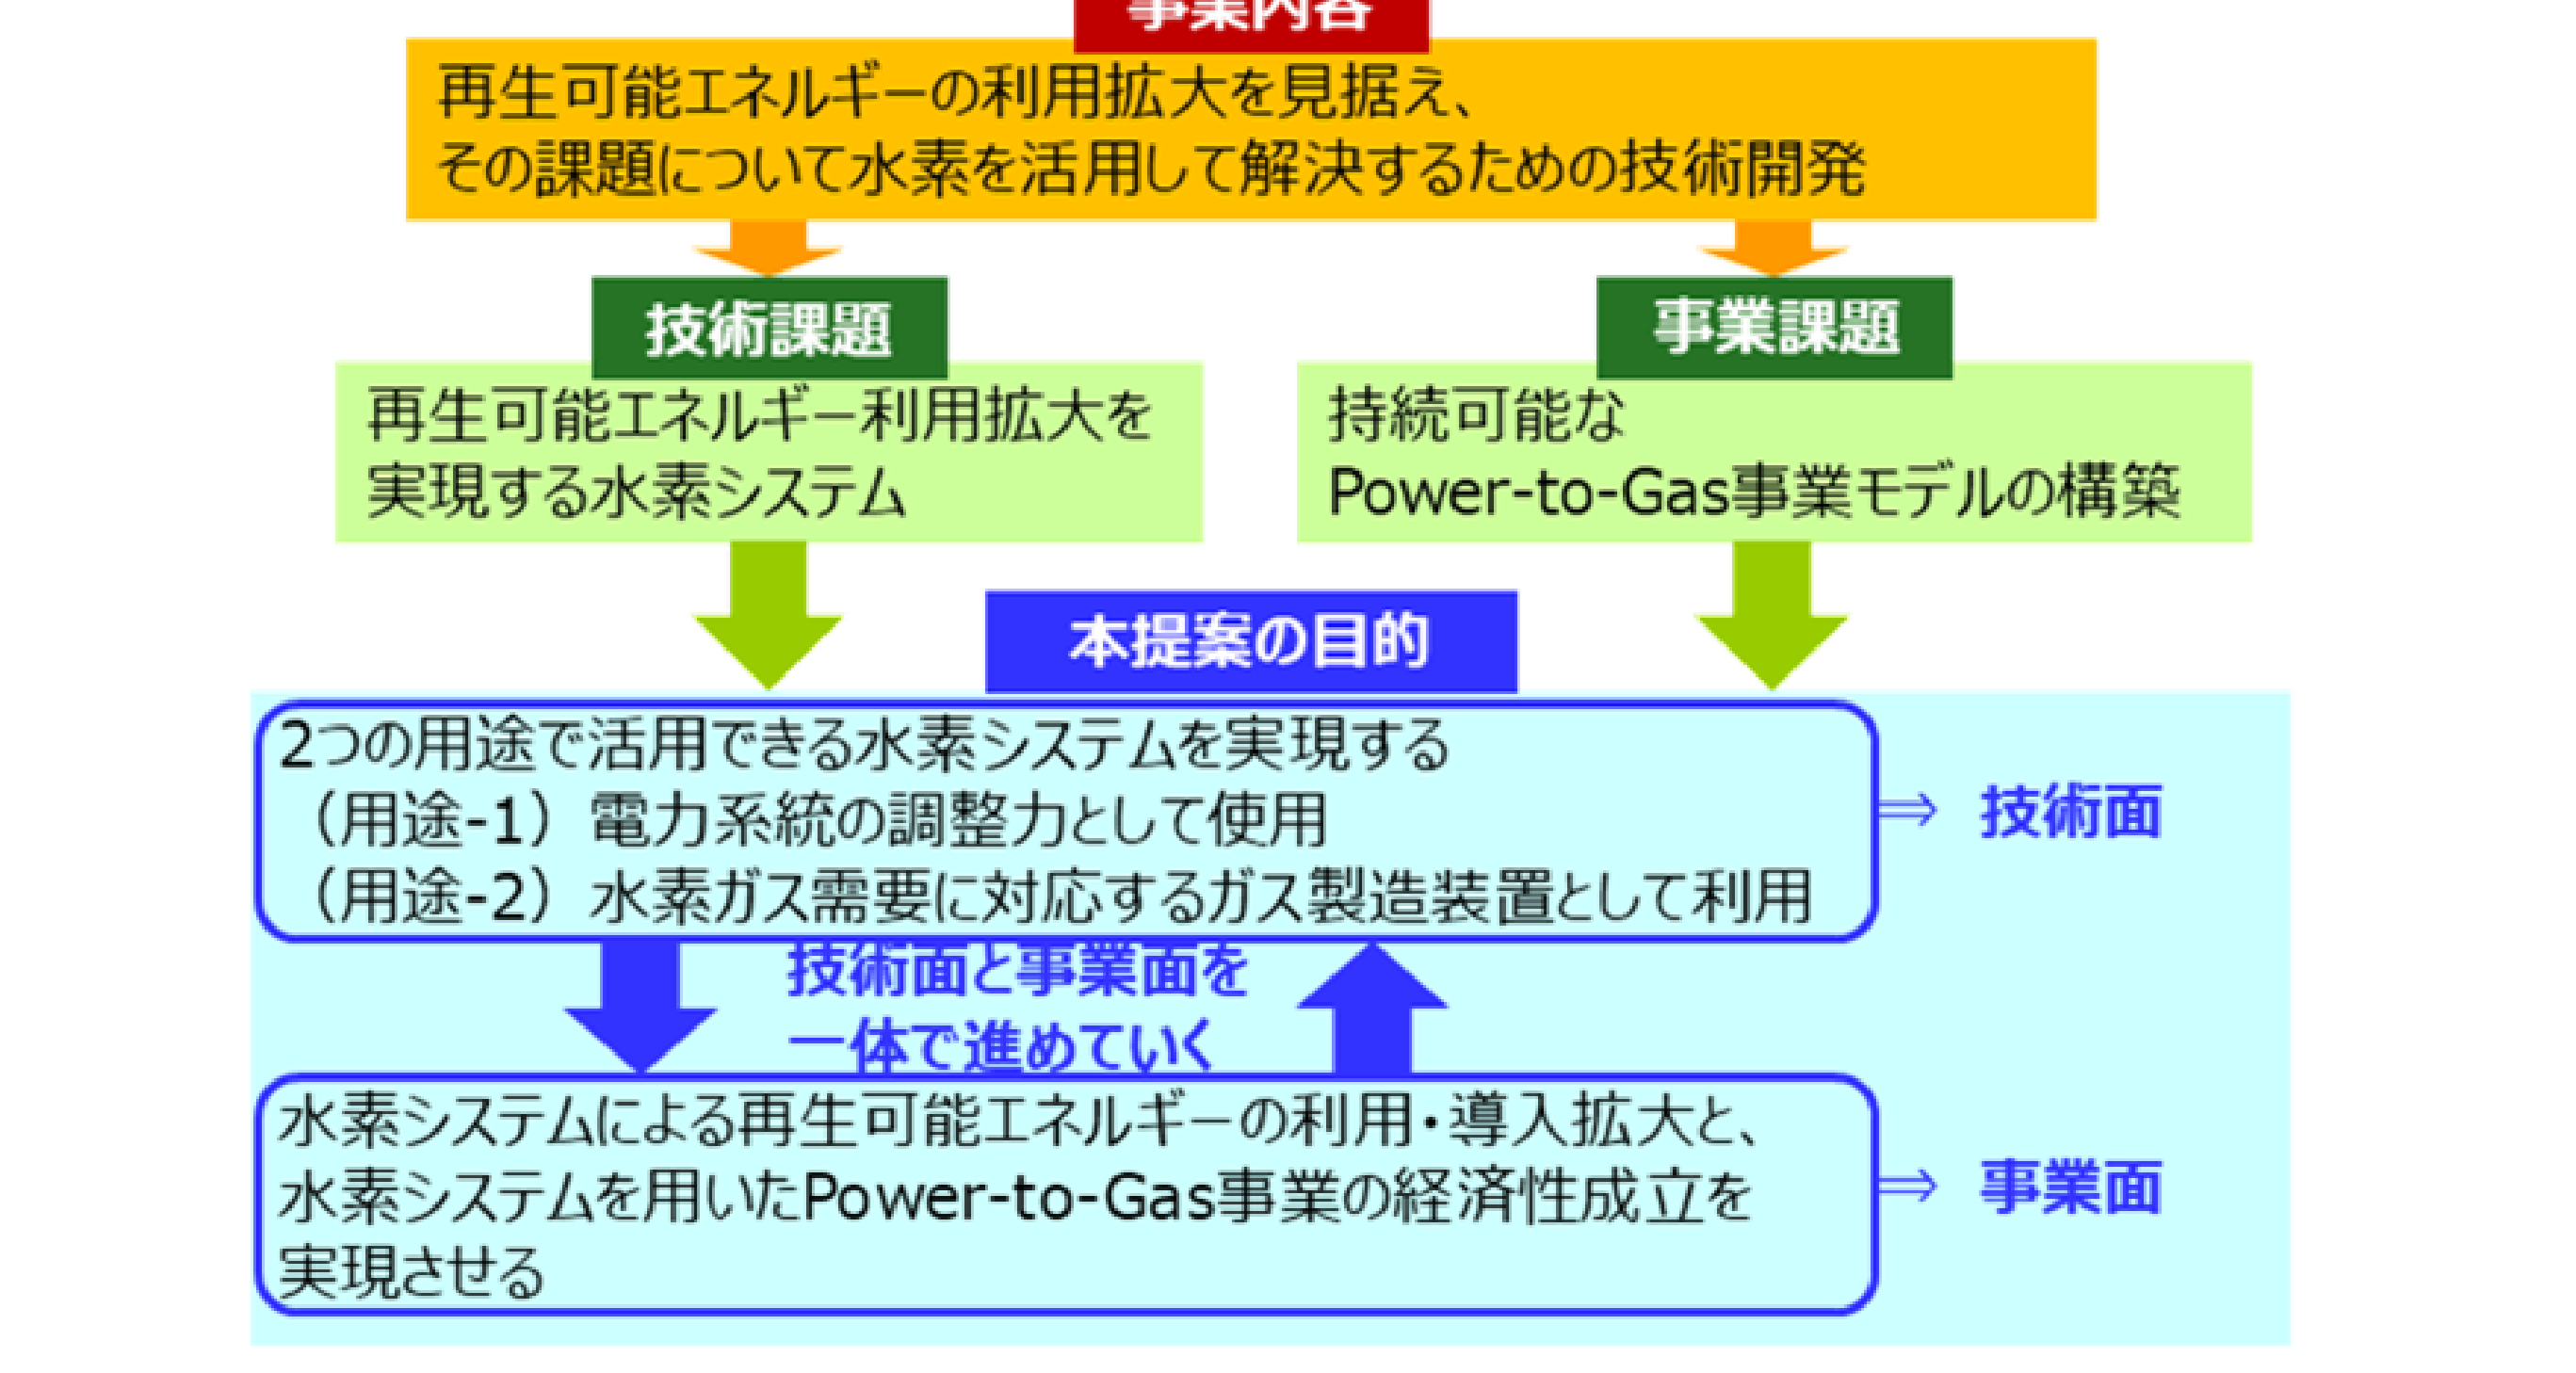 事業内容
再生可能エネルギーの利用拡大を見据え、
その課題について水素を活用して解決するための技術開発
技術課題
再生可能エネルギー利用拡大を
実現する水素システム
事業課題
持続可能な
Power-to-Gas事業モデルの構築
本提案の目的
2つの用途で活用できる水素システムを実現する
（用途-1）電力系統の調整力として使用
（用途-2）水素ガス需要に対応するガス製造装置として利用
⇒ 技術面
技術面と事業面を
一体で進めていく
水素システムによる再生可能エネルギーの利用・導入拡大と、
水素システムを用いたPower-to-Gas事業の経済性成立を
実現させる
⇒ 事業面